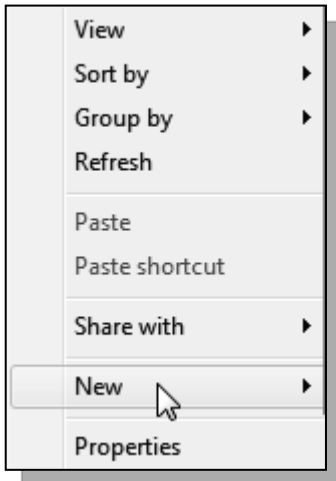 View
Sort by
Group by
Refresh
Paste
Paste shortcut
Share with
New
Properties